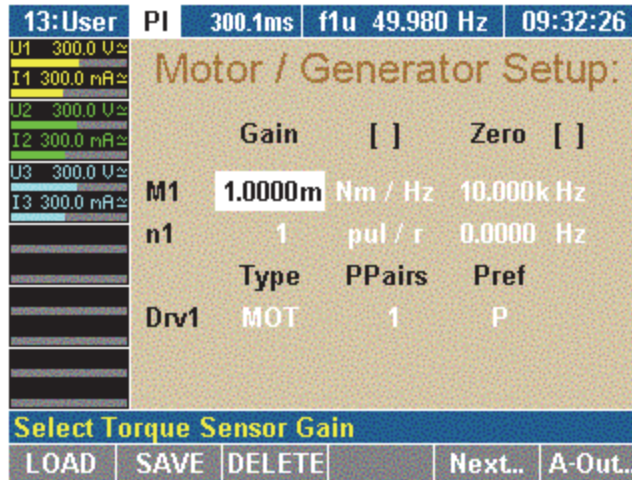 13:User PI 300.1ms f1u 49.980 Hz 09:32:26
U1 300.0 V≃
I1 300.0 mA≃
U2 300.0 V≃
I2 300.0 mA≃
U3 300.0 V≃
I3 300.0 mA≃
Motor / Generator Setup:
Gain [ ] Zero [ ]
M1 1.0000m Nm / Hz 10.000k Hz
n1 1 pul / r 0.0000 Hz
Type PPairs Pref
Drv1 MOT 1 P
Select Torque Sensor Gain
LOAD SAVE DELETE Next... A-Out..